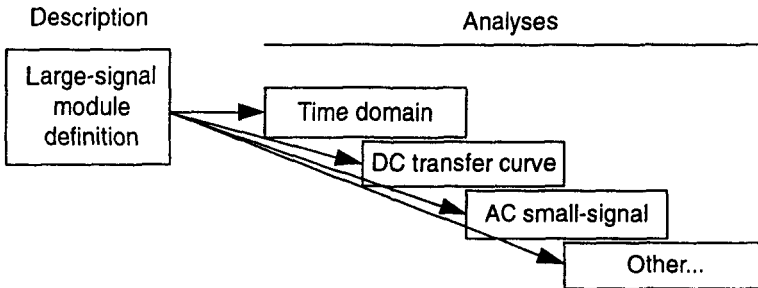 Description
Analyses
Large-signal
module
definition
Time domain
DC transfer curve
AC small-signal
Other...